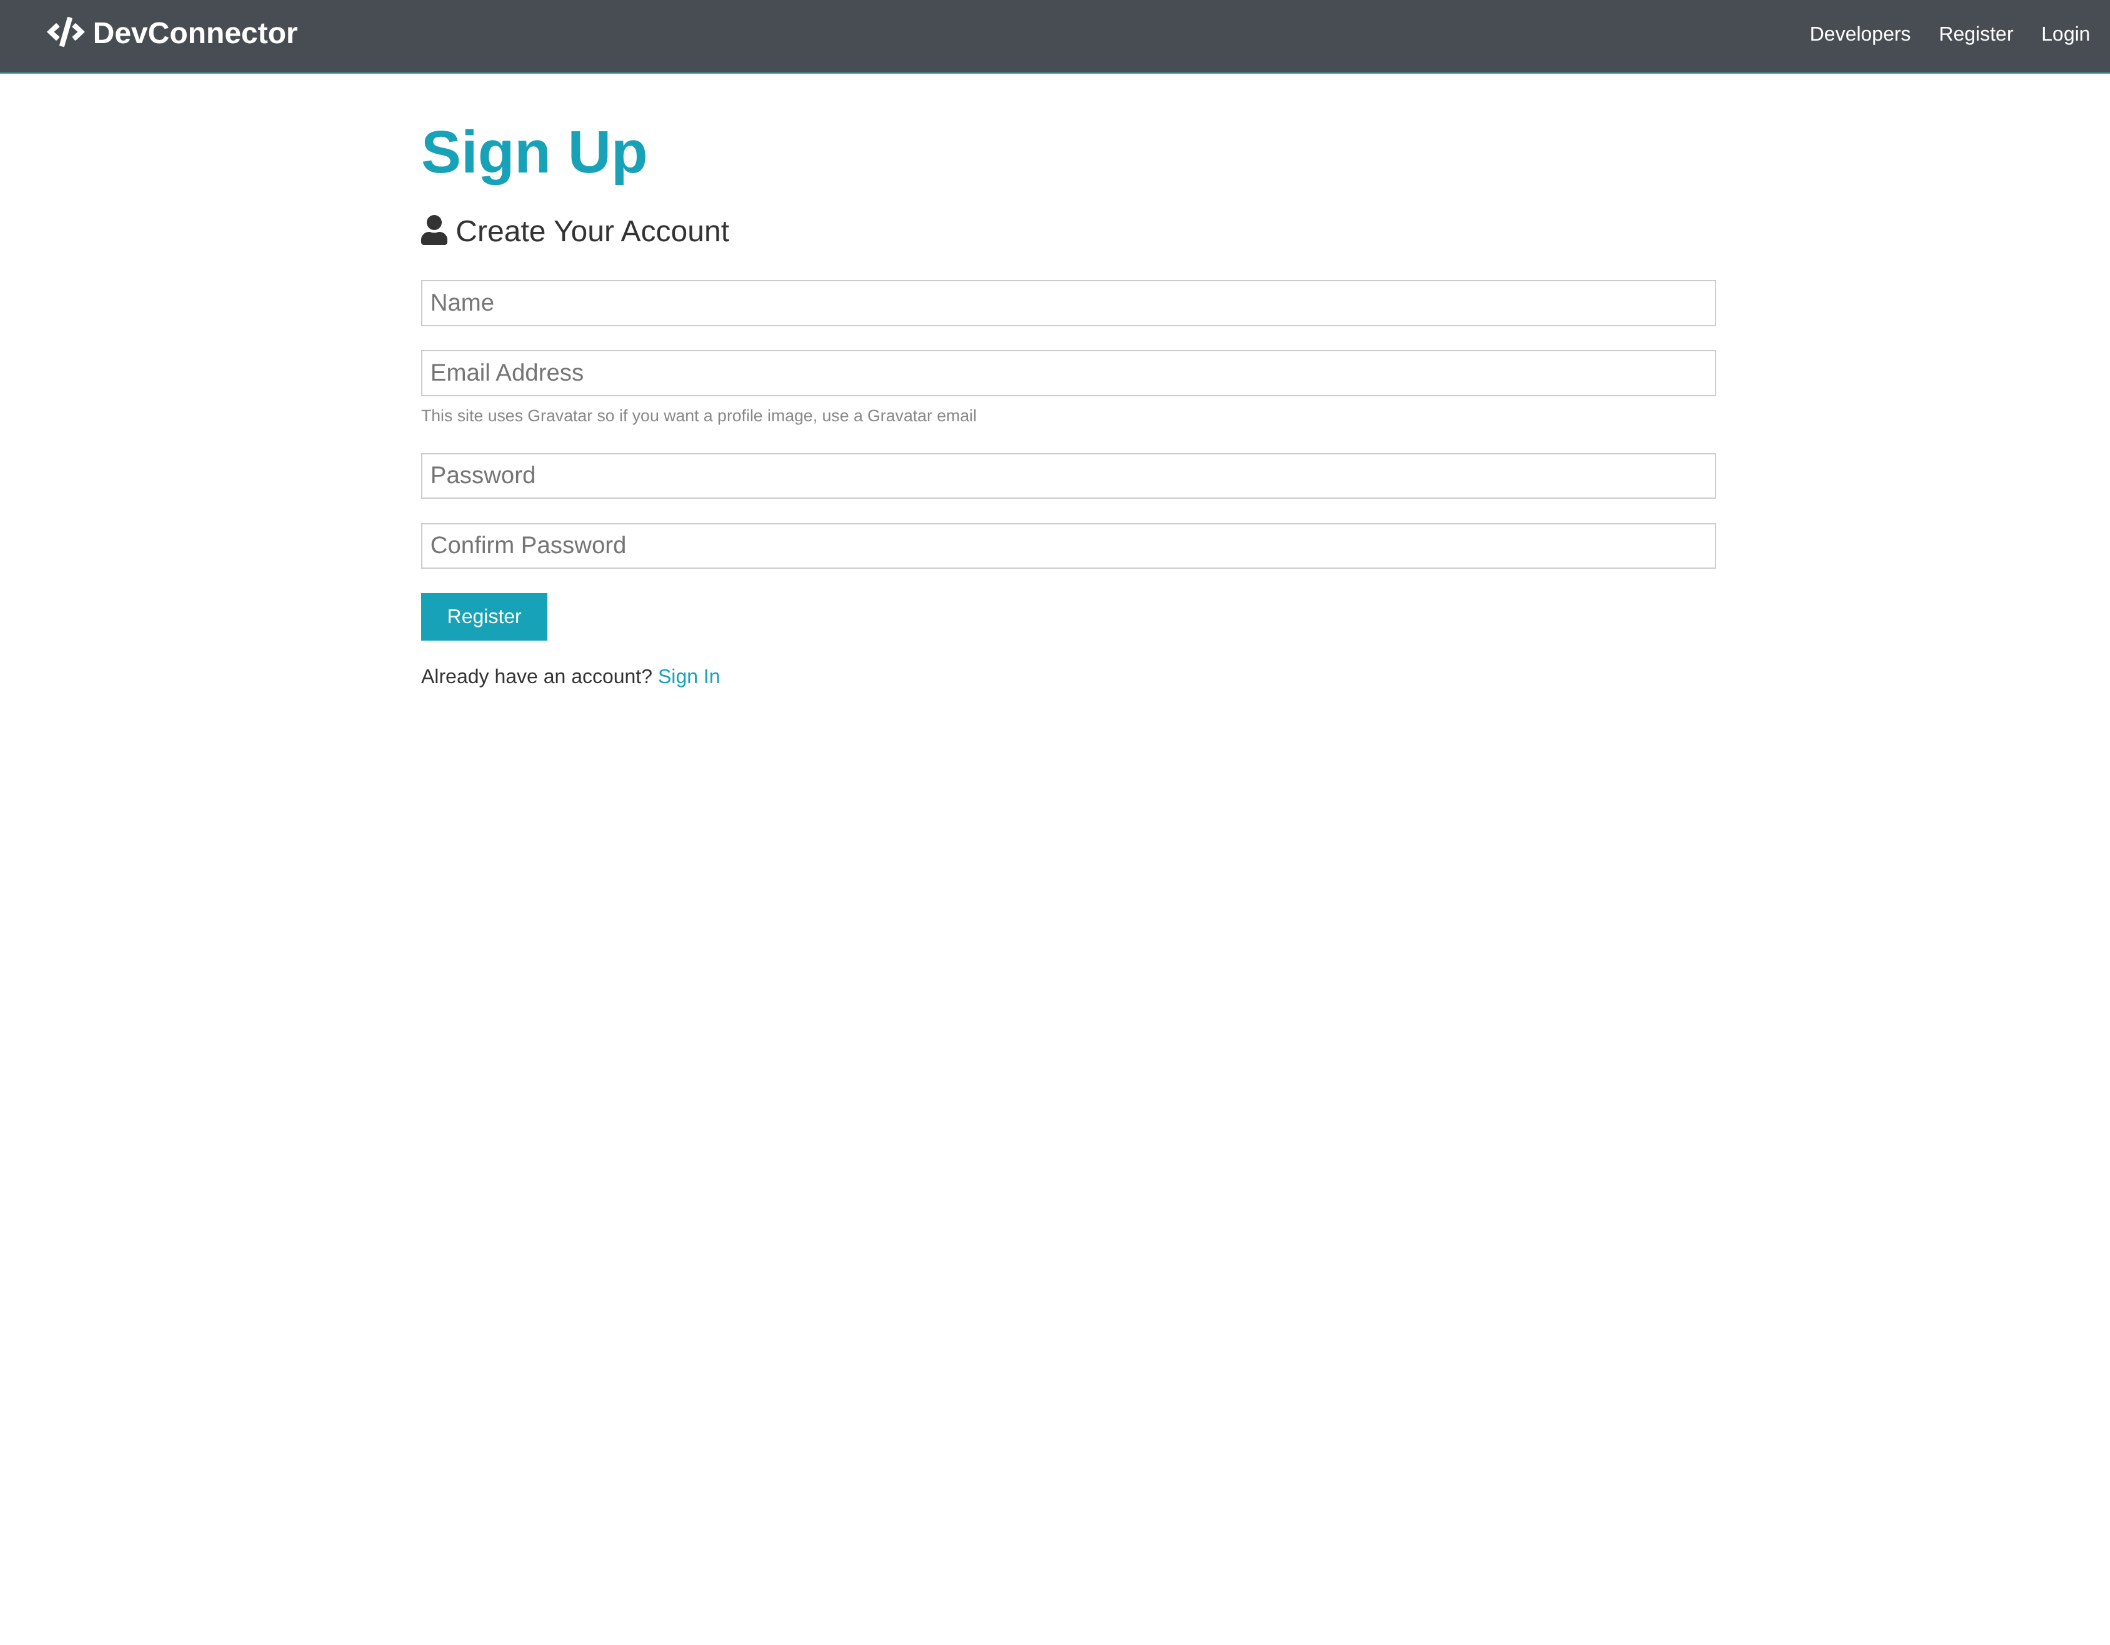 DevConnector
Developers Register Login
Sign Up
Create Your Account
Name
Email Address
This site uses Gravatar so if you want a profile image, use a Gravatar email
Password
Confirm Password
Register
Already have an account? Sign In